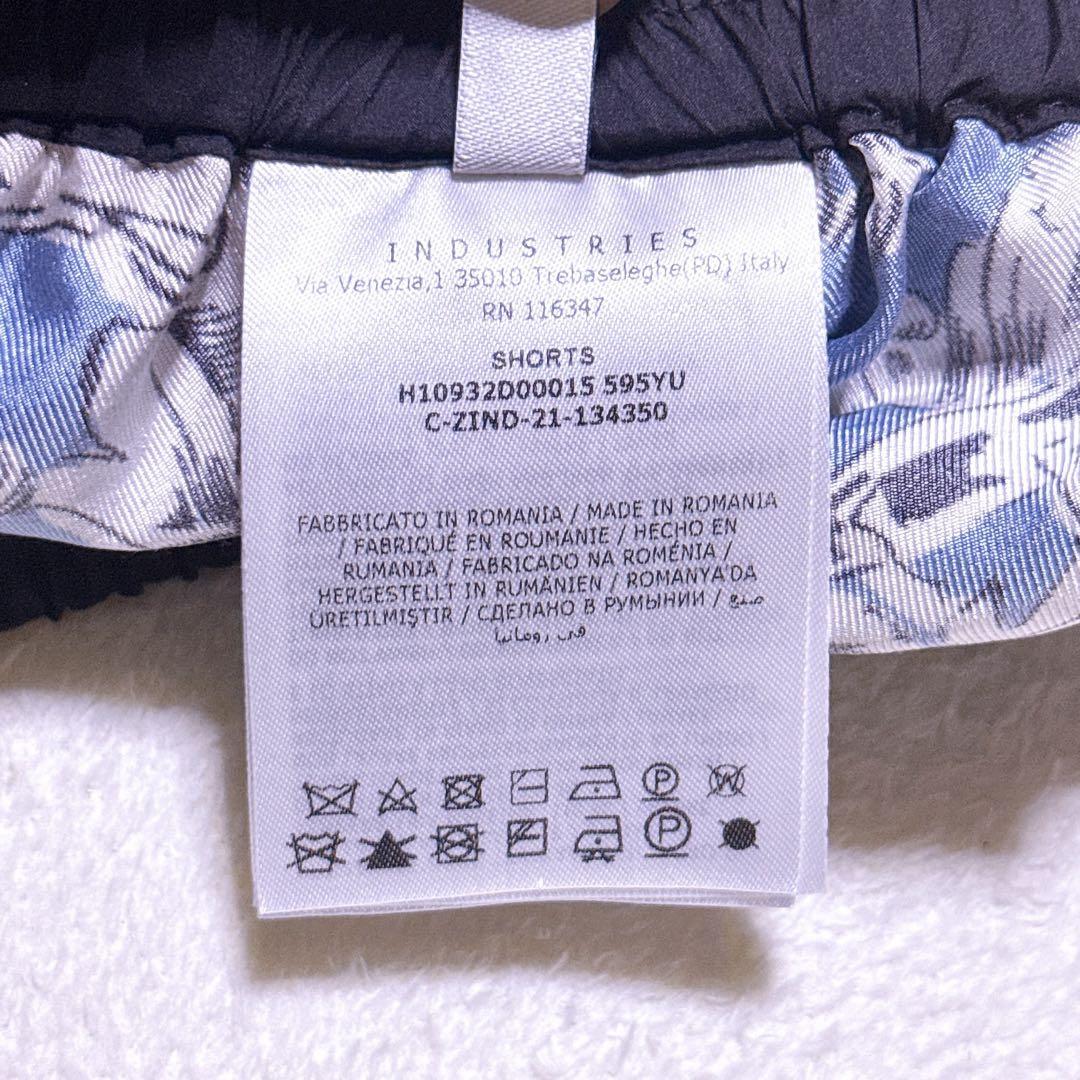 INDUSTRIES
Via Venezia,1 35010 Trebaseleghe(PD) Italy
RN 116347
SHORTS
H10932D00015 595YU
C-ZIND-21-134350
FABBRICATO IN ROMANIA / MADE IN ROMANIA
/ FABRIQUÉ EN ROUMANIE / HECHO EN
RUMANIA / FABRICADO NA ROMÉNIA /
HERGESTELLT IN RUMÄNIEN / ROMANYA'DA
ÜRETILMIŞTIR / СДЕЛАНО В РУМЫНИИ / صنع
في رومانيا
P W
P